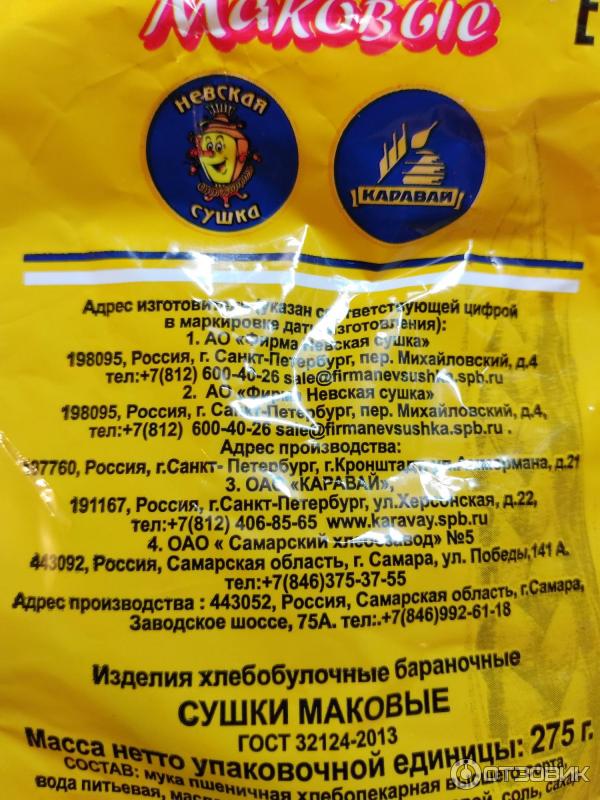 Маковые
НЕВСКАЯ
СУШКА
КАРАВАЙ
Адрес изготовителя (указан соответствующей цифрой
в маркировке даты изготовления):
1. АО «Фирма Невская сушка»
198095, Россия, г. Санкт-Петербург, пер. Михайловский, д.4
тел:+7(812) 600-40-26 sale@firmanevsushka.spb.ru
2. АО «Фирма Невская сушка»
198095, Россия, г. Санкт-Петербург, пер. Михайловский, д.4,
тел:+7(812) 600-40-26 sale@firmanevsushka.spb.ru .
Адрес производства:
197760, Россия, г.Санкт- Петербург, г.Кронштадт, ул. д.21
3. ОАО «КАРАВАЙ»,
191167, Россия, г.Санкт-Петербург, ул.Херсонская, д.22,
тел:+7(812) 406-85-65 www.karavay.spb.ru
4. ОАО « Самарский хлебозавод» №5
443092, Россия, Самарская область, г. Самара, ул. Победы,141 А.
тел:+7(846)375-37-55
Адрес производства : 443052, Россия, Самарская область, г.Самара,
Заводское шоссе, 75А. тел:.+7(846)992-61-18
Изделия хлебобулочные бараночные
СУШКИ МАКОВЫЕ
ГОСТ 32124-2013
Масса нетто упаковочной единицы: 275 г.
СОСТАВ: мука пшеничная хлебопекарная высшего сорта,
вода питьевая, соль, саха
ОТЗОВИК